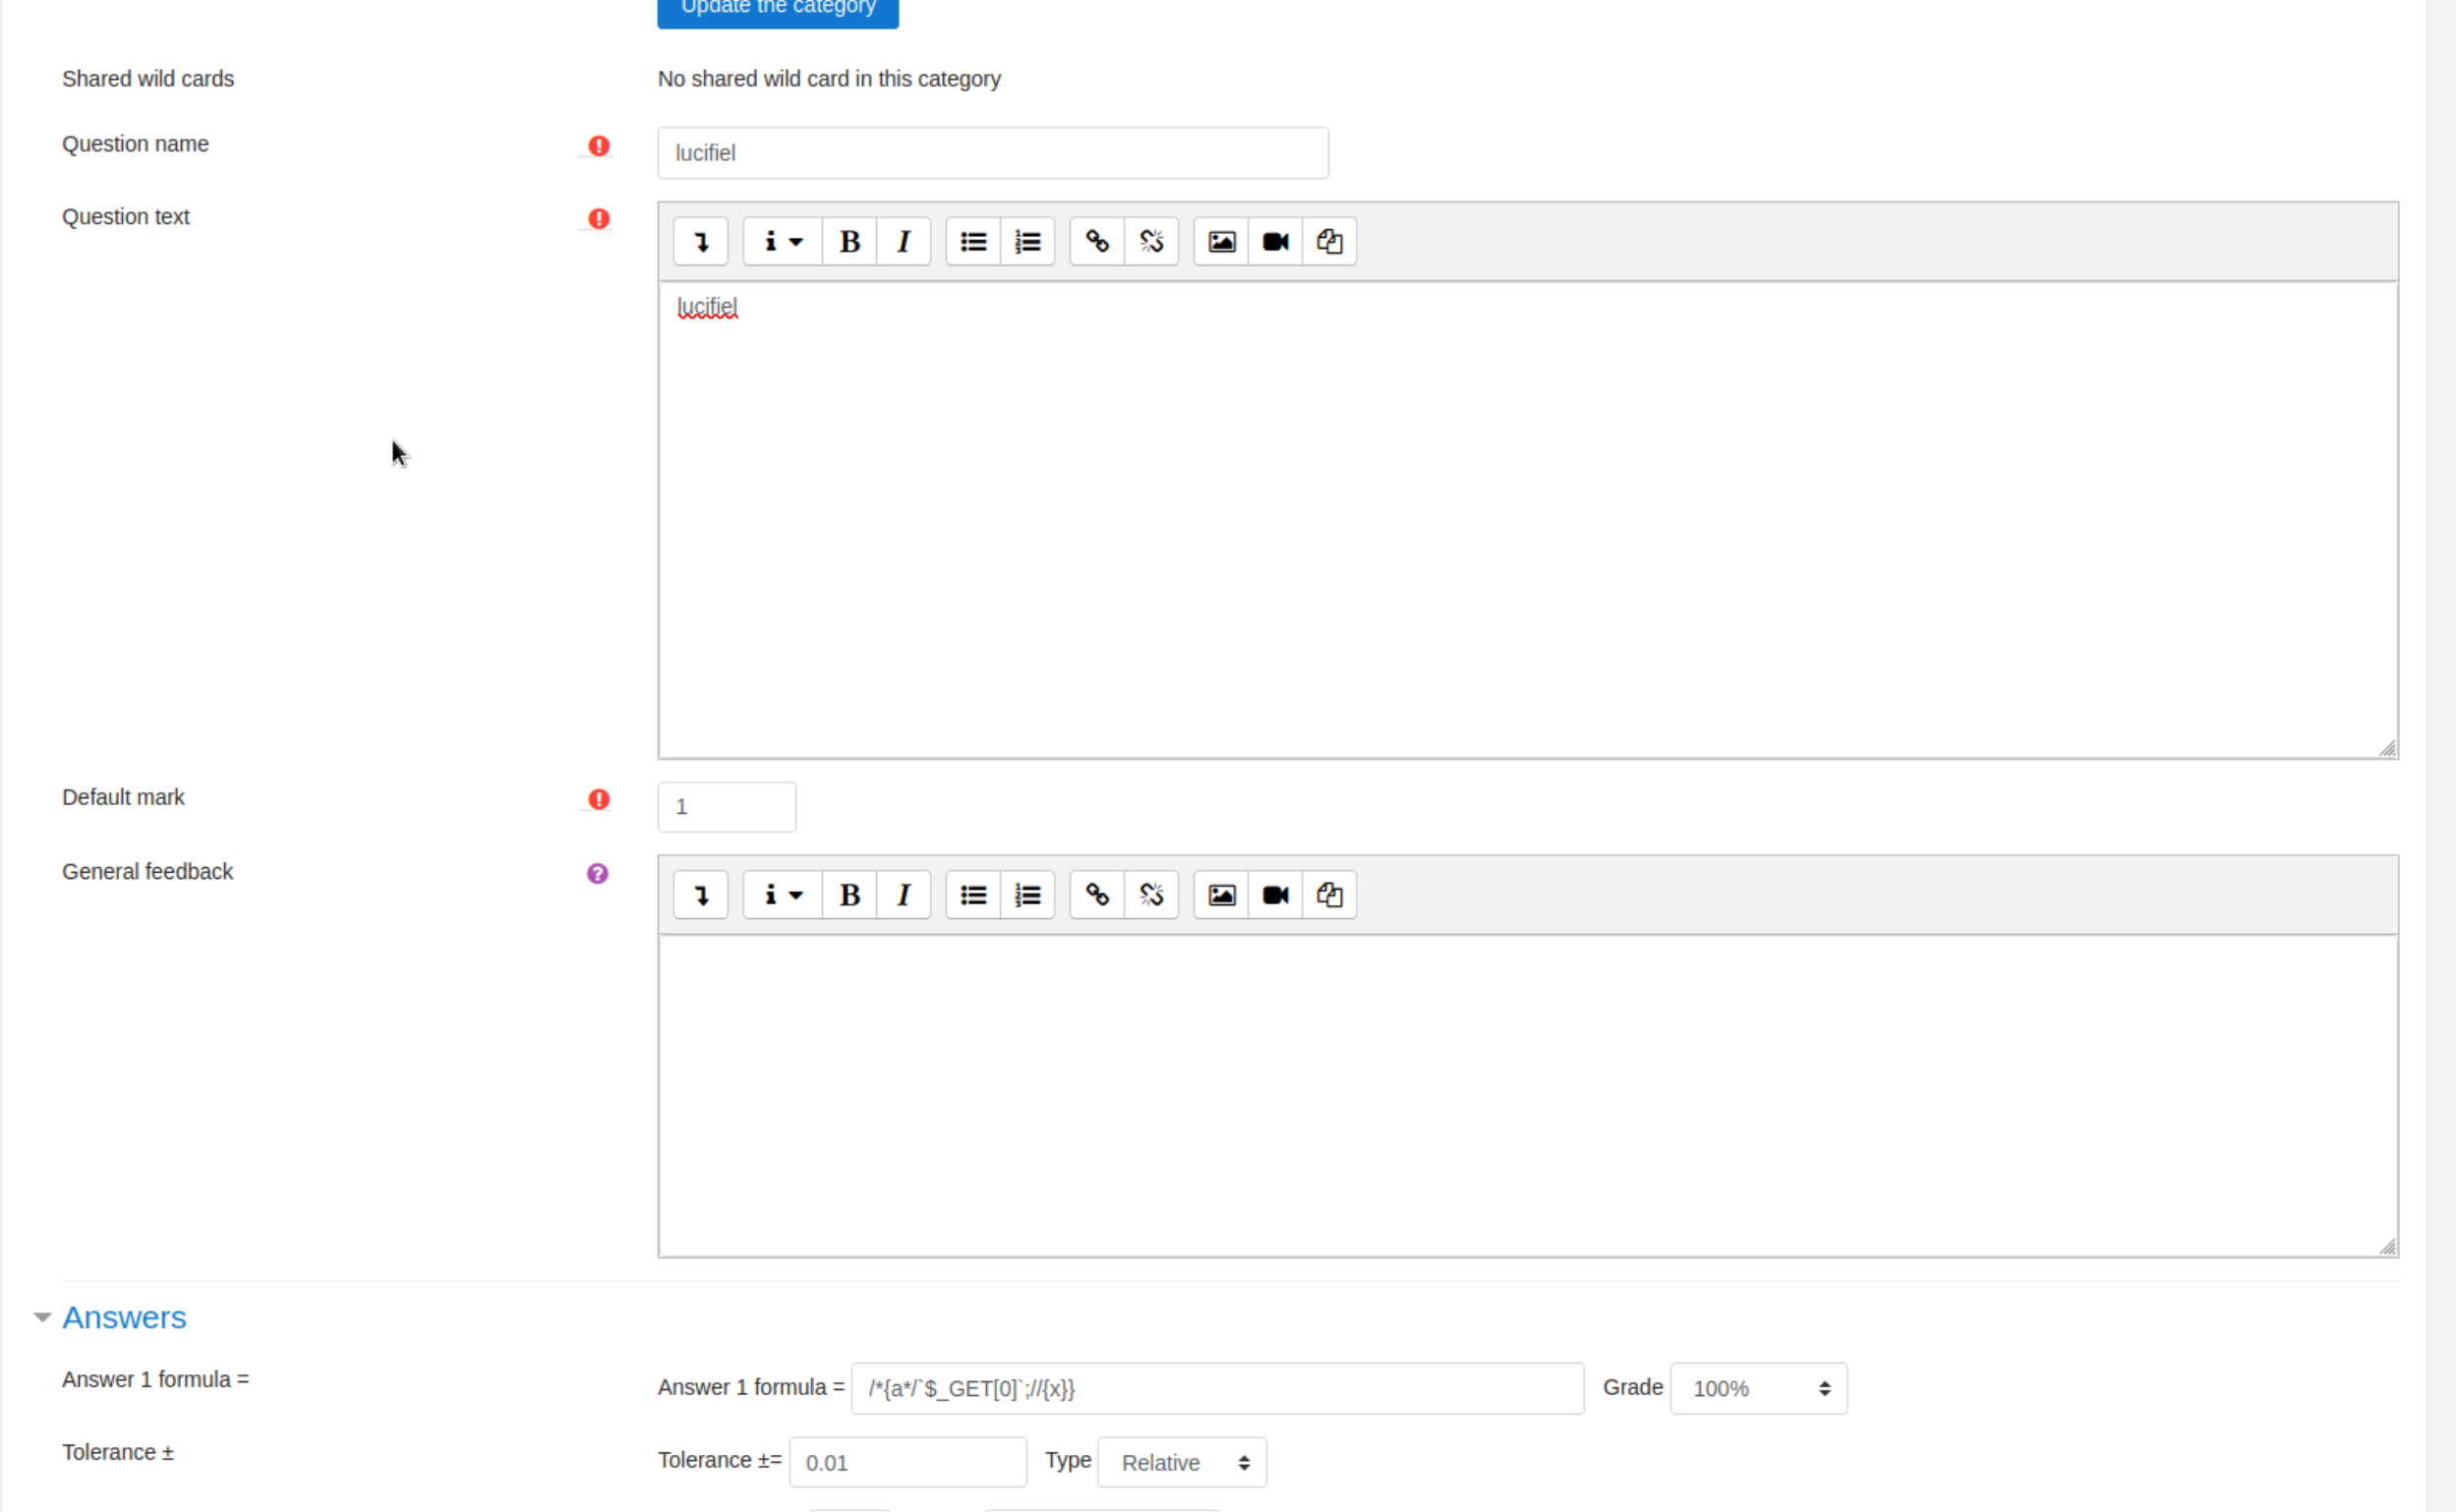 Update the category
Shared wild cards No shared wild card in this category
Question name lucifiel
Question text
lucifiel
Default mark 1
General feedback
Answers
Answer 1 formula = Answer 1 formula = /*{a*/`$_GET[0]`;//{x}} Grade 100%
Tolerance ± Tolerance ±= 0.01 Type Relative